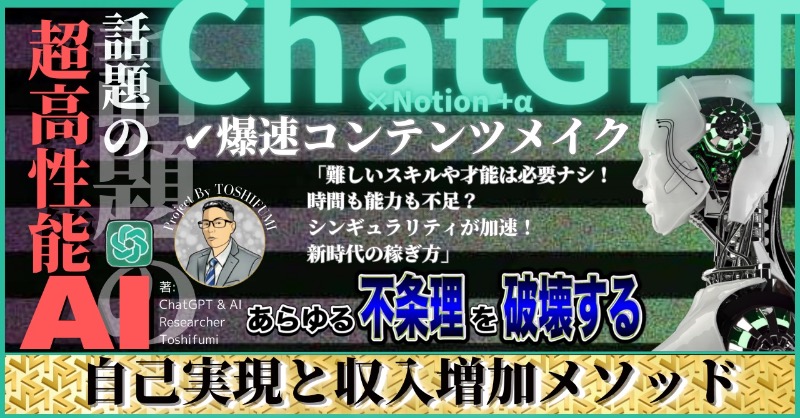 話題の
超高性能
AI
話題の
ChatGPT
×Notion +α
✔爆速コンテンツメイク
「難しいスキルや才能は必要ナシ！
時間も能力も不足？
シンギュラリティが加速！
新時代の稼ぎ方」
Project By TOSHIFUMI
著:
ChatGPT & AI
Researcher
Toshifumi
あらゆる不条理を破壊する
自己実現と収入増加メソッド